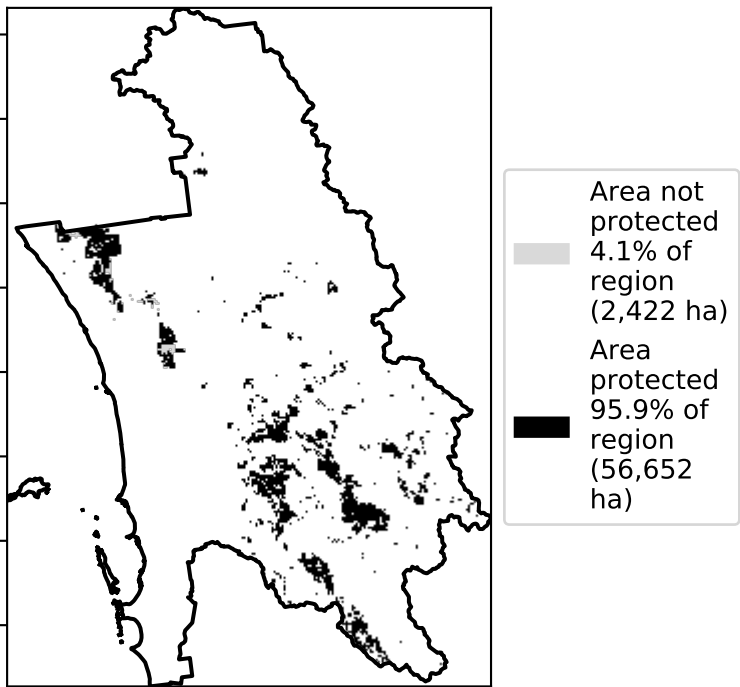 Area not
protected
4.1% of
region
(2,422 ha)
Area
protected
95.9% of
region
(56,652
ha)